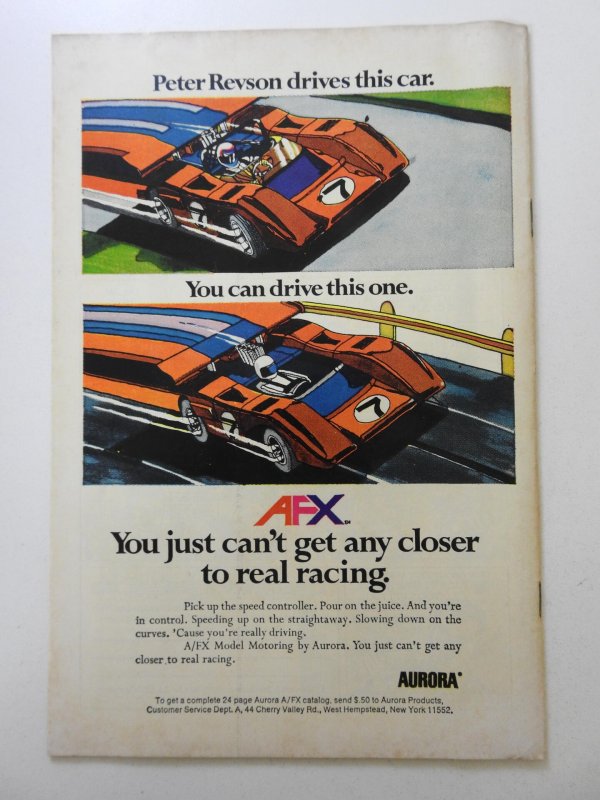 Peter Revson drives this car.
7
7
You can drive this one.
7
7
AFX
You just can't get any closer
to real racing.
Pick up the speed controller. Pour on the juice. And you're
in control. Speeding up on the straightaway. Slowing down on the
curves. 'Cause you're really driving.
A/FX Model Motoring by Aurora. You just can't get any
closer to real racing.
AURORA®
To get a complete 24 page Aurora A/FX catalog, send $.50 to Aurora Products,
Customer Service Dept. A, 44 Cherry Valley Rd., West Hempstead, New York 11552.